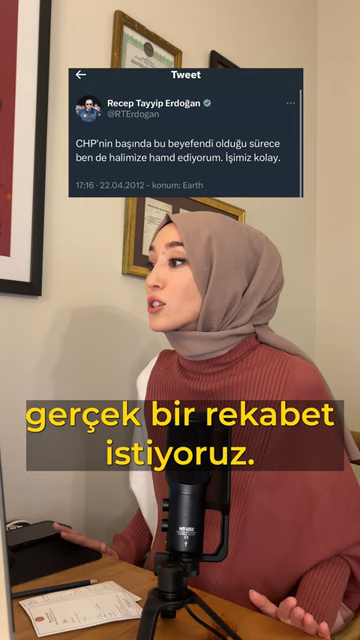 Tweet
Recep Tayyip Erdoğan
@RTErdogan
CHP'nin başında bu beyefendi olduğu sürece
ben de halimize hamd ediyorum. İşimiz kolay.
17:16 - 22.04.2012 - konum: Earth
gerçek bir rekabet
istiyoruz.